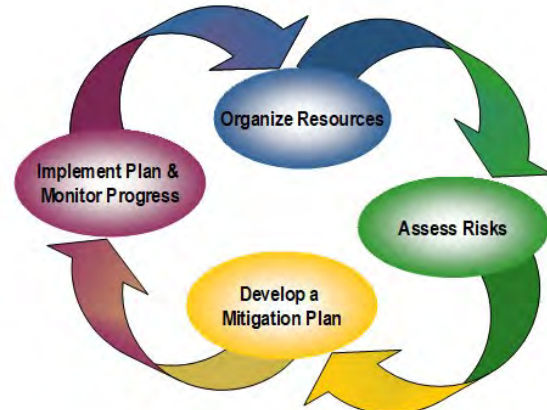 Organize Resources
Implement Plan &
Monitor Progress
Assess Risks
Develop a
Mitigation Plan